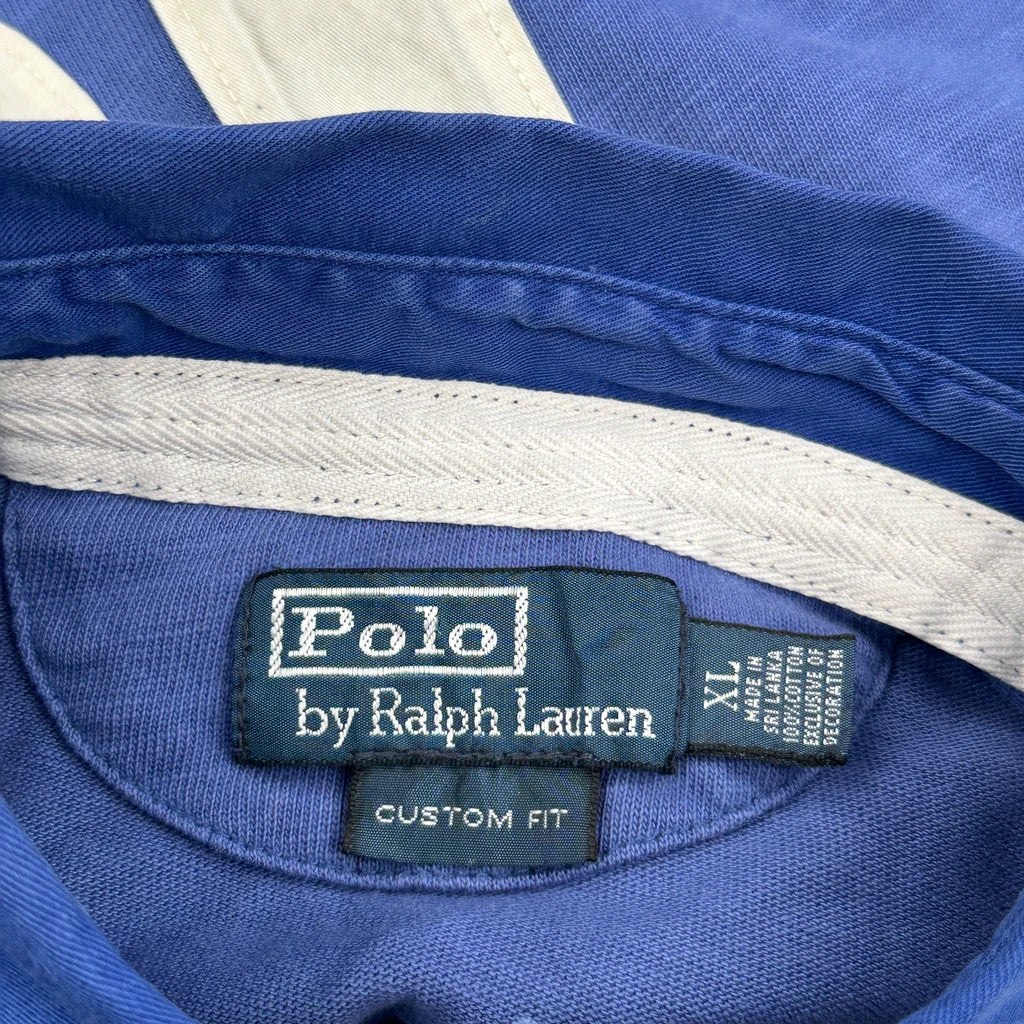 Polo
by Ralph Lauren
CUSTOM FIT
XL
MADE IN
SRI LANKA
100% COTTON
EXCLUSIVE OF
DECORATION